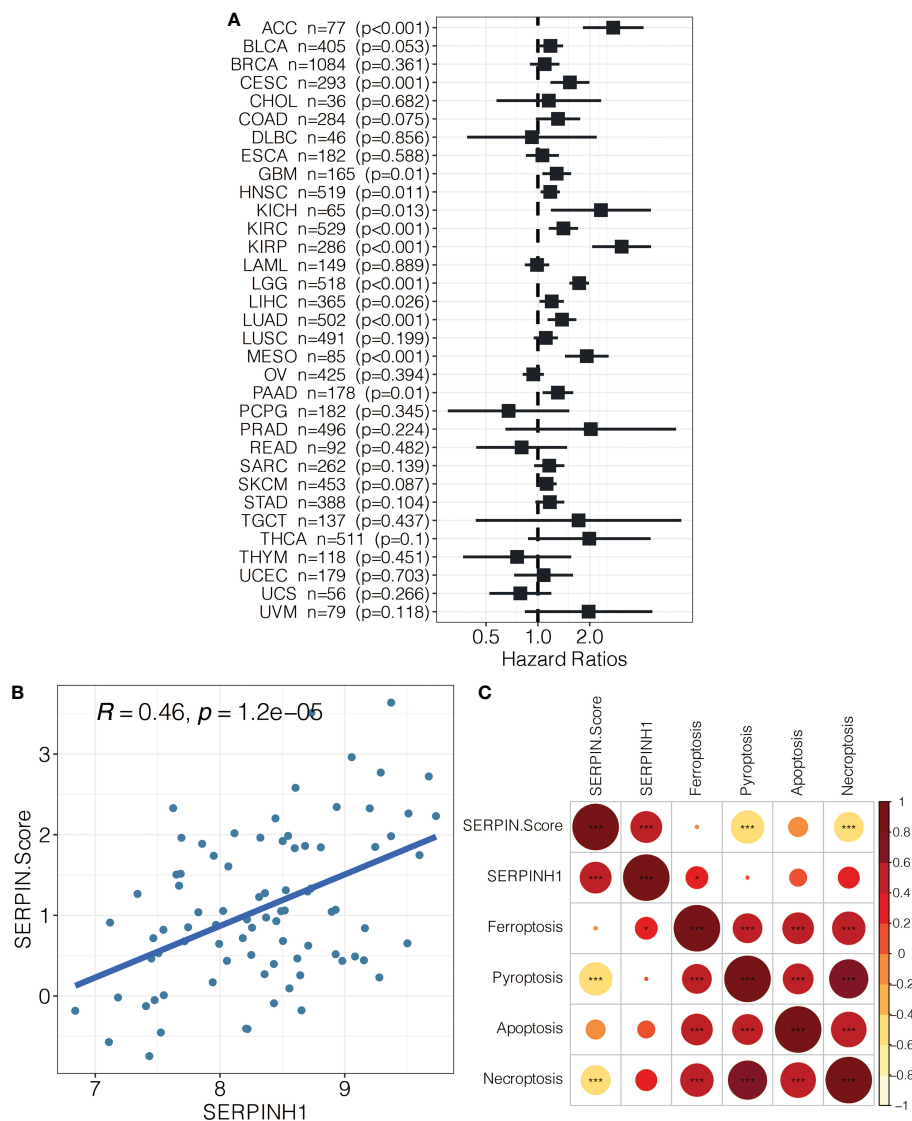 A
ACC n=77 (p<0.001)
BLCA n=405 (p=0.053)
BRCA n=1084 (p=0.361)
CESC n=293 (p=0.001)
CHOL n=36 (p=0.682)
COAD n=284 (p=0.075)
DLBC n=46 (p=0.856)
ESCA n=182 (p=0.588)
GBM n=165 (p=0.01)
HNSC n=519 (p=0.011)
KICH n=65 (p=0.013)
KIRC n=529 (p<0.001)
KIRP n=286 (p<0.001)
LAML n=149 (p=0.889)
LGG n=518 (p<0.001)
LIHC n=365 (p=0.026)
LUAD n=502 (p<0.001)
LUSC n=491 (p=0.199)
MESO n=85 (p<0.001)
OV n=425 (p=0.394)
PAAD n=178 (p=0.01)
PCPG n=182 (p=0.345)
PRAD n=496 (p=0.224)
READ n=92 (p=0.482)
SARC n=262 (p=0.139)
SKCM n=453 (p=0.087)
STAD n=388 (p=0.104)
TGCT n=137 (p=0.437)
THCA n=511 (p=0.1)
THYM n=118 (p=0.451)
UCEC n=179 (p=0.703)
UCS n=56 (p=0.266)
UVM n=79 (p=0.118)
0.5 1.0 2.0
Hazard Ratios
B
R = 0.46, p = 1.2e−05
SERPIN.Score
3
2
1
0
7 8 9
SERPINH1
C
SERPIN.Score SERPINH1 Ferroptosis Pyroptosis Apoptosis Necroptosis
SERPIN.Score *** *** *** ***
SERPINH1 *** *** *
Ferroptosis * *** *** *** ***
Pyroptosis *** *** *** *** ***
Apoptosis *** *** *** ***
Necroptosis *** *** *** *** ***
1
0.8
0.6
0.4
0.2
0
−0.2
−0.4
−0.6
−0.8
−1